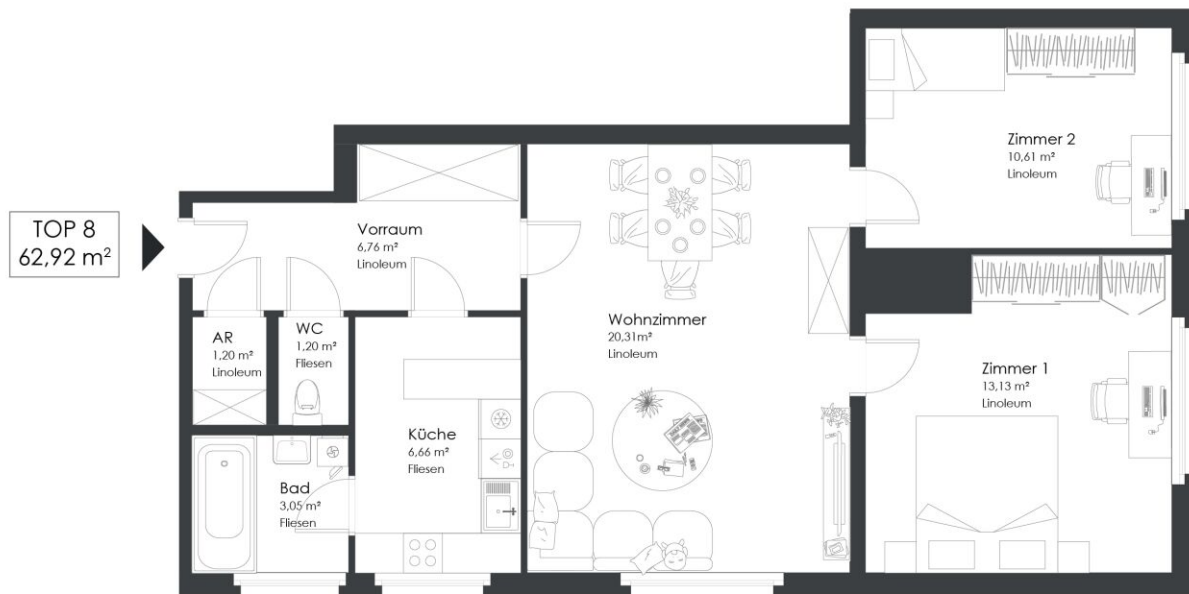 TOP 8
62,92 m²
Vorraum
6,76 m²
Linoleum
AR
1,20 m²
Linoleum
WC
1,20 m²
Fliesen
Bad
3,05 m²
Fliesen
Küche
6,66 m²
Fliesen
Wohnzimmer
20,31m²
Linoleum
Zimmer 2
10,61 m²
Linoleum
Zimmer 1
13,13 m²
Linoleum